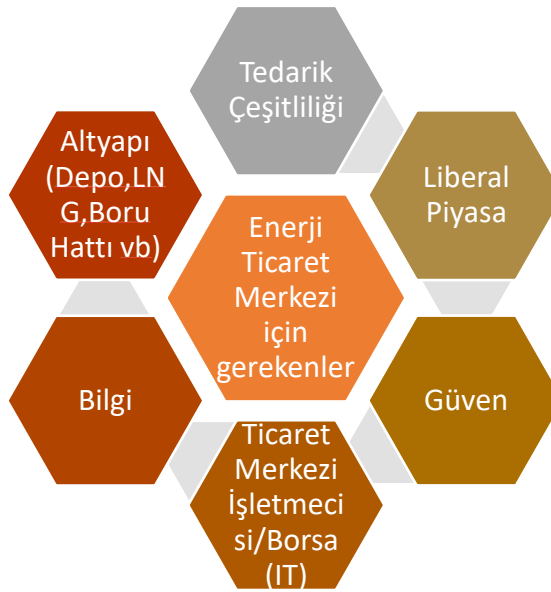 Tedarik
Çeşitliliği
Altyapı
(Depo,LN
G,Boru
Hattı vb)
Liberal
Piyasa
Enerji
Ticaret
Merkezi
için
gerekenler
Bilgi
Güven
Ticaret
Merkezi
İşletmeci
si/Borsa
(IT)